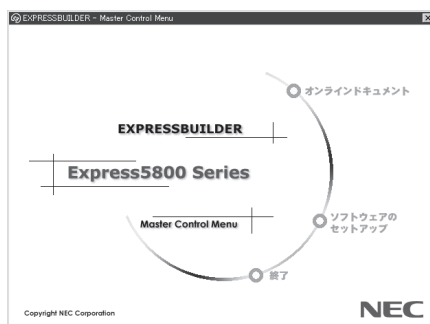 EXPRESSBUILDER - Master Control Menu
オンラインドキュメント
EXPRESSBUILDER
Express5800 Series
Master Control Menu
ソフトウェアの
セットアップ
終了
Copyright NEC Corporation
NEC